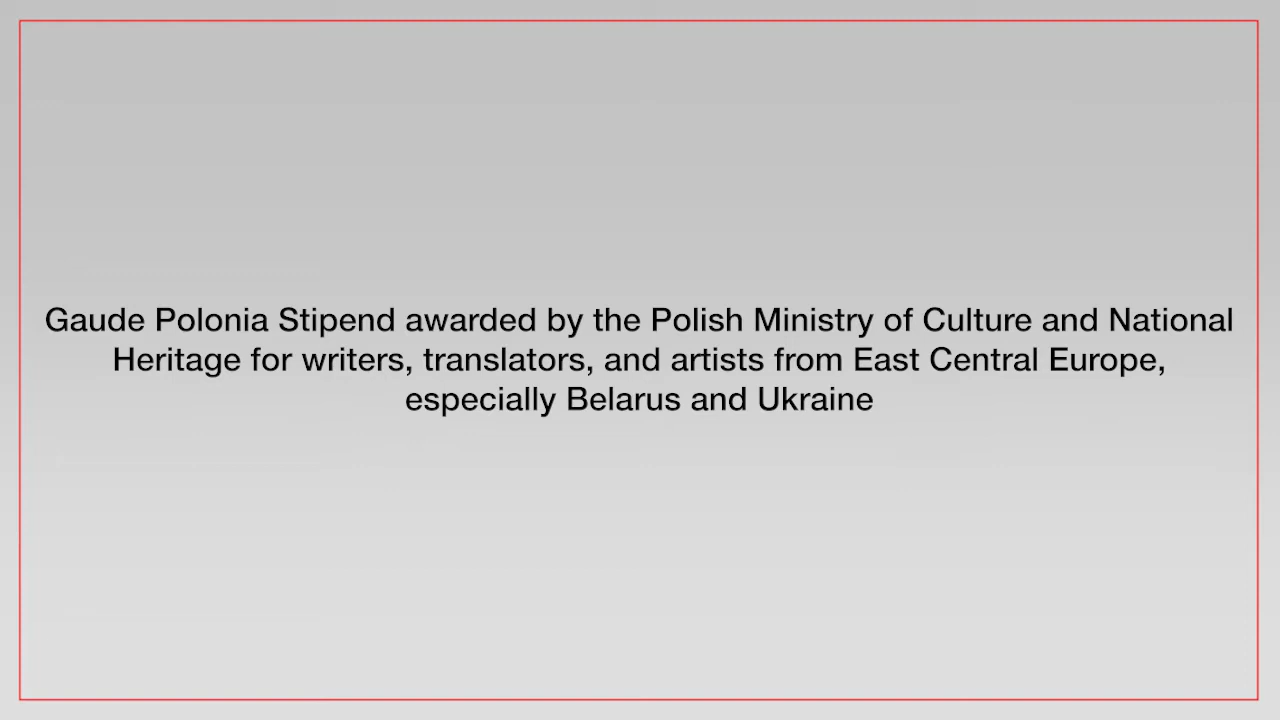 Gaude Polonia Stipend awarded by the Polish Ministry of Culture and National
Heritage for writers, translators, and artists from East Central Europe,
especially Belarus and Ukraine